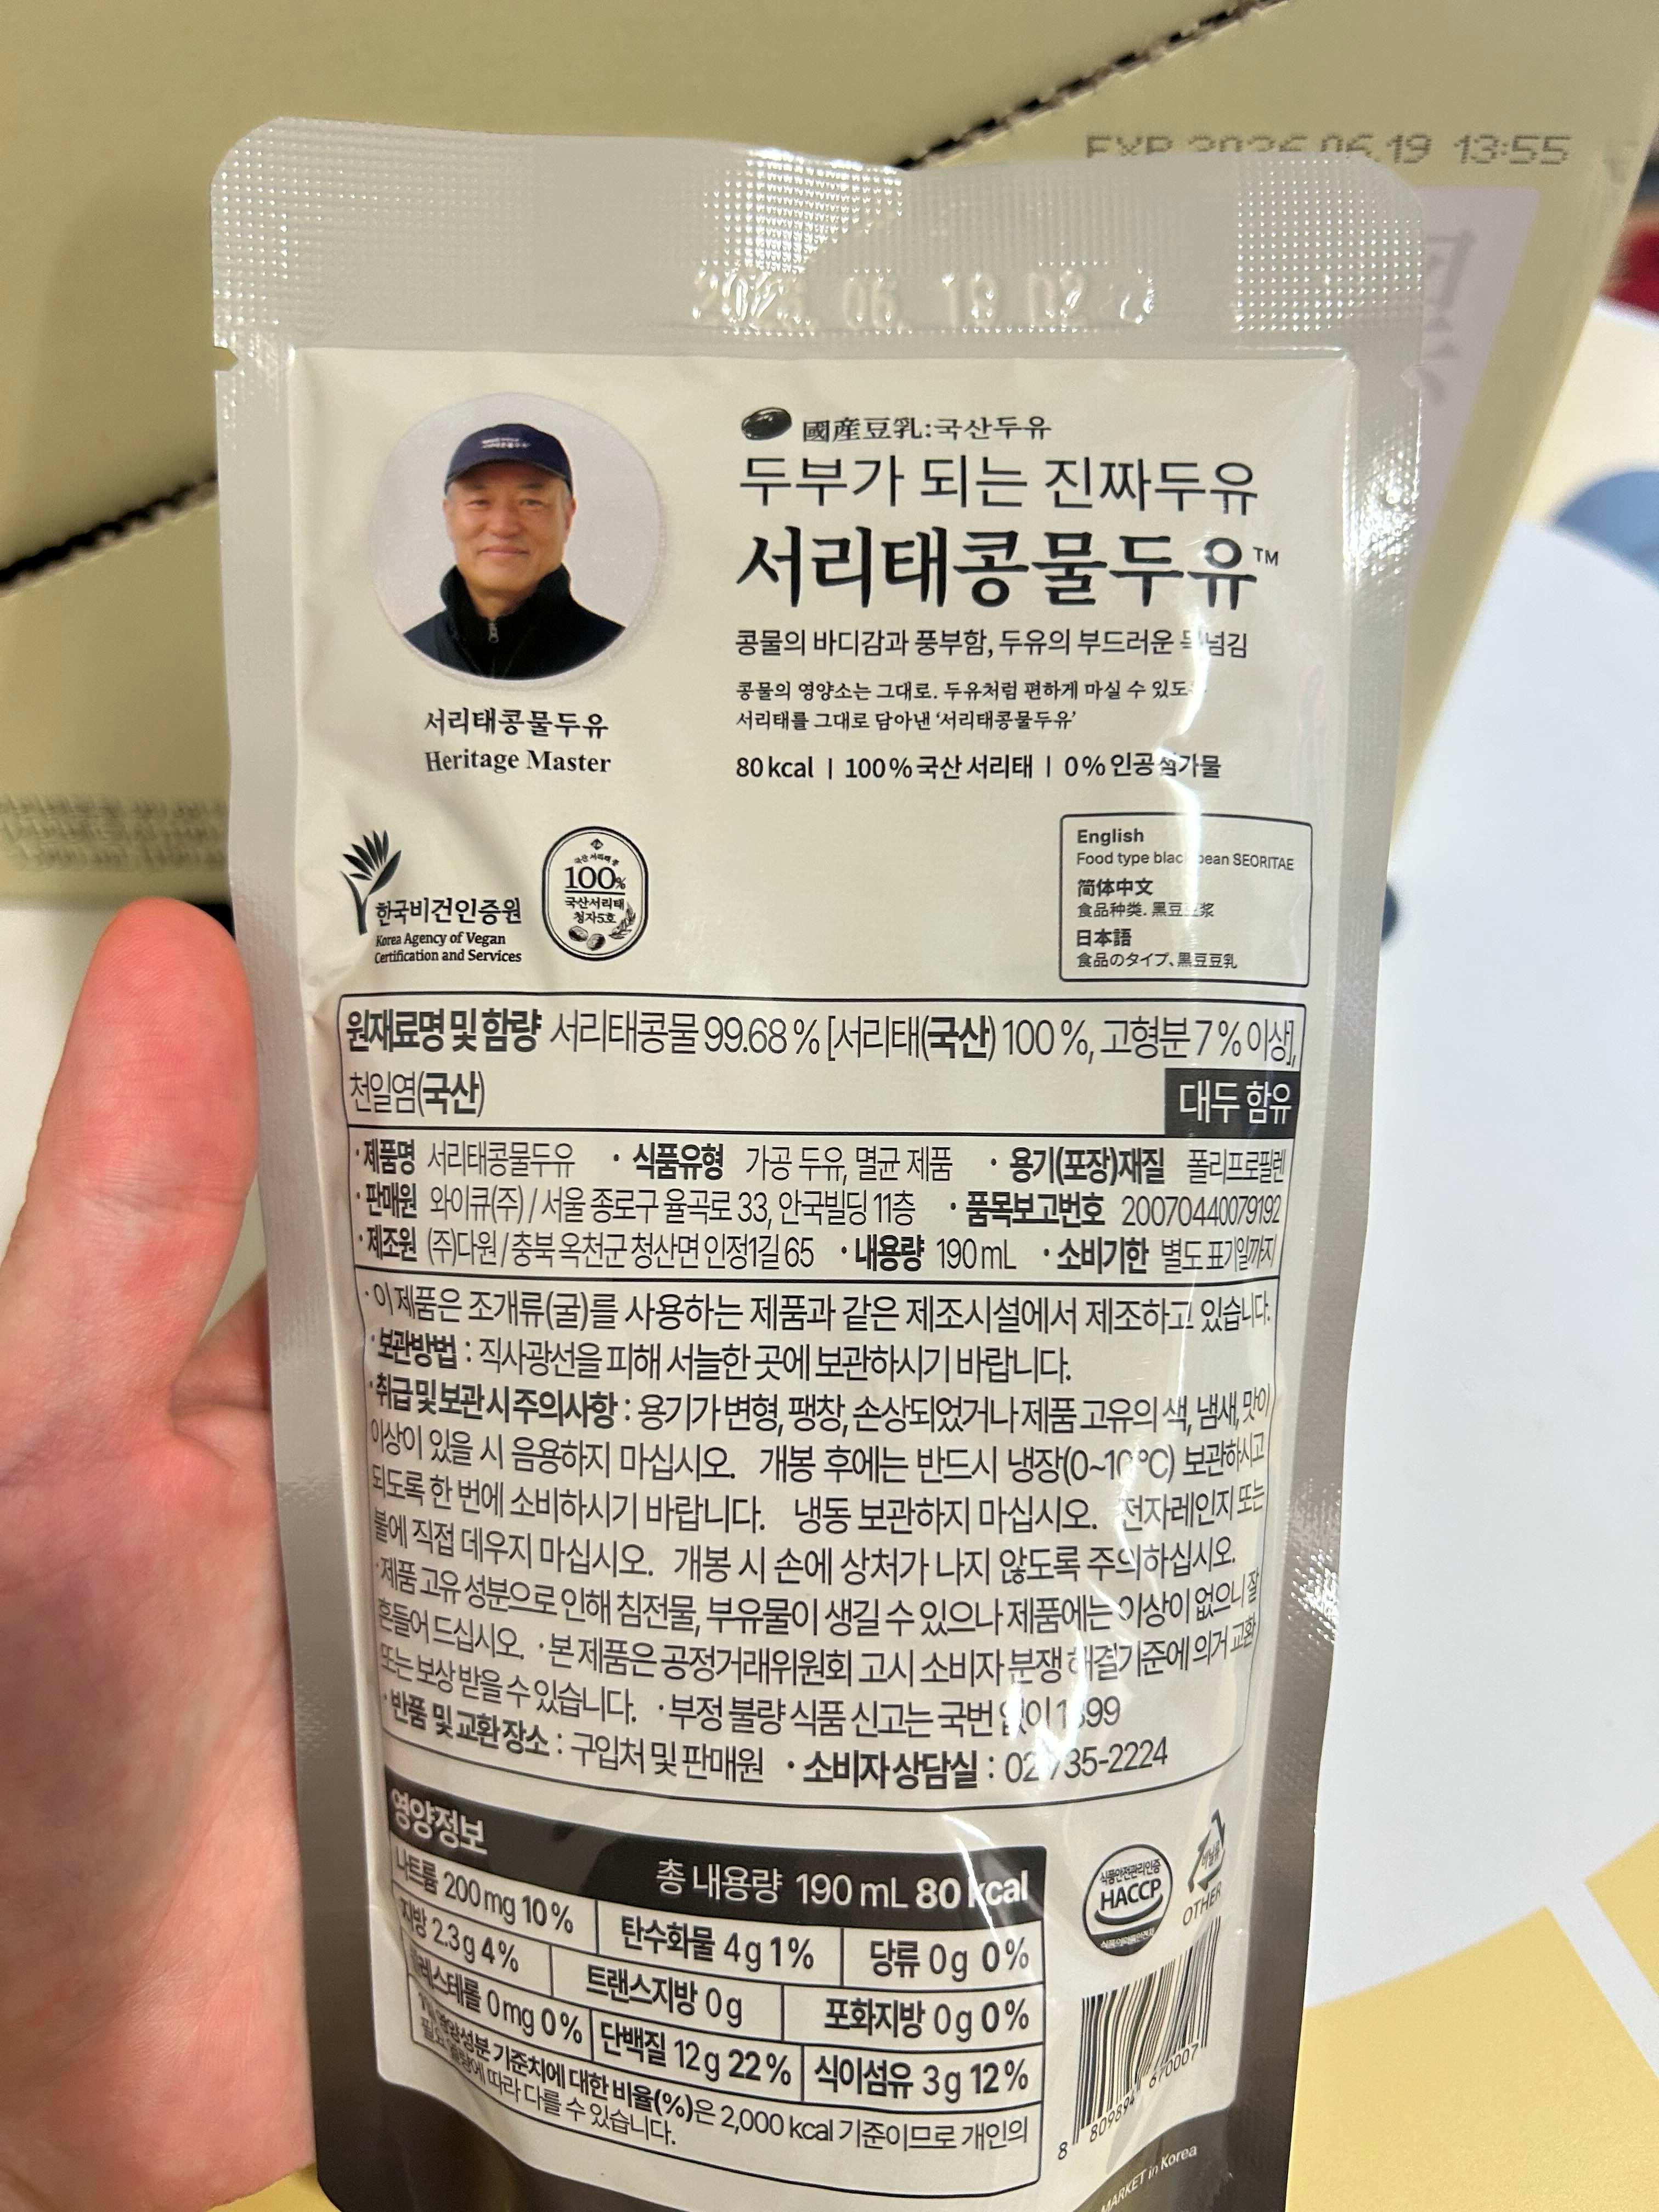 06.19 13:55
2026. 06. 19 02
國産豆乳:국산두유
두부가 되는 진짜두유
서리태콩물두유™
콩물의 바디감과 풍부함, 두유의 부드러운 목넘김
콩물의 영양소는 그대로. 두유처럼 편하게 마실 수 있도록
서리태를 그대로 담아낸 ‘서리태콩물두유’
80 kcal | 100% 국산 서리태 | 0% 인공첨가물
서리태콩물두유
Heritage Master
한국비건인증원
Korea Agency of Vegan
Certification and Services
100%
국산서리태
청자5호
English
Food type black bean SEORITAE
简体中文
食品种类. 黑豆豆浆
日本語
食品のタイプ、黒豆豆乳
원재료명 및 함량 서리태콩물 99.68 % [서리태(국산) 100 %, 고형분 7 % 이상],
천일염(국산)
대두 함유
· 제품명 서리태콩물두유 · 식품유형 가공 두유, 멸균 제품 · 용기(포장)재질 폴리프로필렌
· 판매원 와이큐(주) / 서울 종로구 율곡로 33, 안국빌딩 11층 · 품목보고번호 20070440079192
· 제조원 (주)다원 / 충북 옥천군 청산면 인정1길 65 · 내용량 190 mL · 소비기한 별도 표기일까지
· 이 제품은 조개류(굴)를 사용하는 제품과 같은 제조시설에서 제조하고 있습니다.
· 보관방법 : 직사광선을 피해 서늘한 곳에 보관하시기 바랍니다.
· 취급 및 보관 시 주의사항 : 용기가 변형, 팽창, 손상되었거나 제품 고유의 색, 냄새, 맛이
이상이 있을 시 음용하지 마십시오. 개봉 후에는 반드시 냉장(0~10℃) 보관하시고
되도록 한 번에 소비하시기 바랍니다. 냉동 보관하지 마십시오. 전자레인지 또는
불에 직접 데우지 마십시오. 개봉 시 손에 상처가 나지 않도록 주의하십시오.
· 제품 고유 성분으로 인해 침전물, 부유물이 생길 수 있으나 제품에는 이상이 없으니 잘
흔들어 드십시오. · 본 제품은 공정거래위원회 고시 소비자 분쟁 해결기준에 의거 교환
또는 보상 받을 수 있습니다. · 부정 불량 식품 신고는 국번 없이 1399
· 반품 및 교환 장소 : 구입처 및 판매원 · 소비자 상담실 : 02-735-2224
영양정보
총 내용량 190 mL 80 kcal
나트륨 200 mg 10 % 탄수화물 4 g 1 % 당류 0 g 0 %
지방 2.3 g 4 % 트랜스지방 0 g 포화지방 0 g 0 %
콜레스테롤 0 mg 0 % 단백질 12 g 22 % 식이섬유 3 g 12 %
1일 영양성분 기준치에 대한 비율(%)은 2,000 kcal 기준이므로 개인의
필요 열량에 따라 다를 수 있습니다.
식품안전관리인증
HACCP
비닐류
OTHER
8 809894 670007
MARKET in Korea